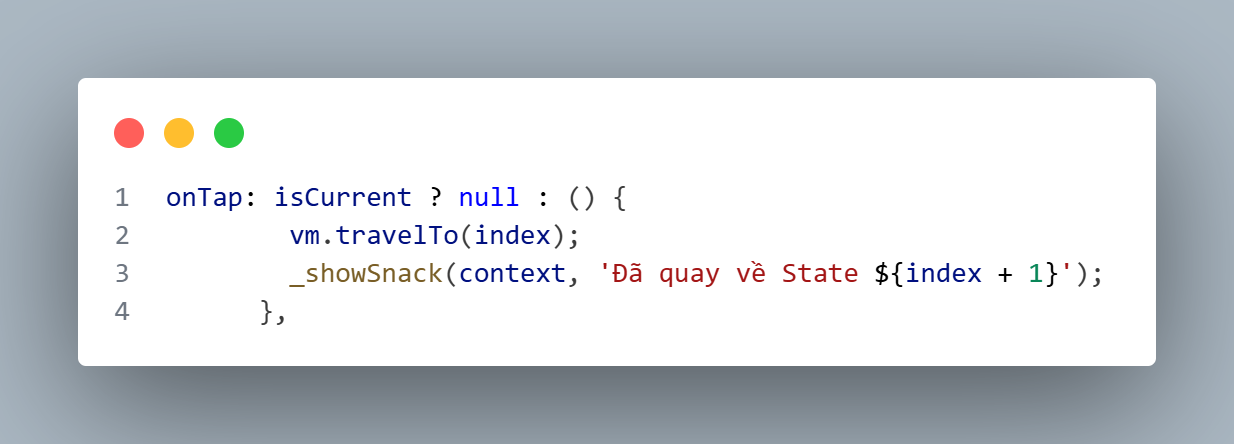 1 onTap: isCurrent ? null : () {
2 vm.travelTo(index);
3 _showSnack(context, 'Đã quay về State ${index + 1}');
4 },